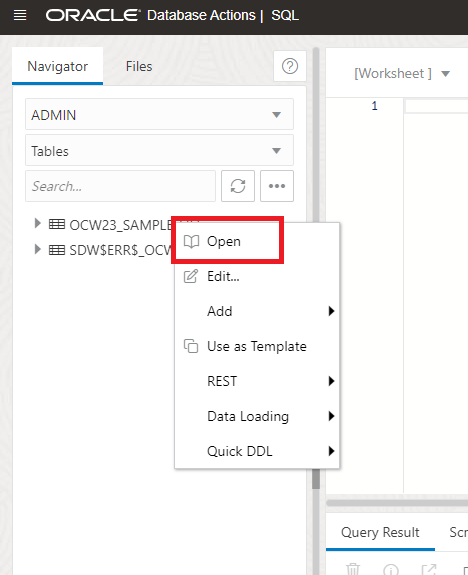 ORACLE Database Actions | SQL
Navigator
Files
[Worksheet ]
ADMIN
Tables
Search...
1
OCW23_SAMPLE
SDW$ERR$_OCW
Open
Edit...
Add
Use as Template
REST
Data Loading
Quick DDL
Query Result